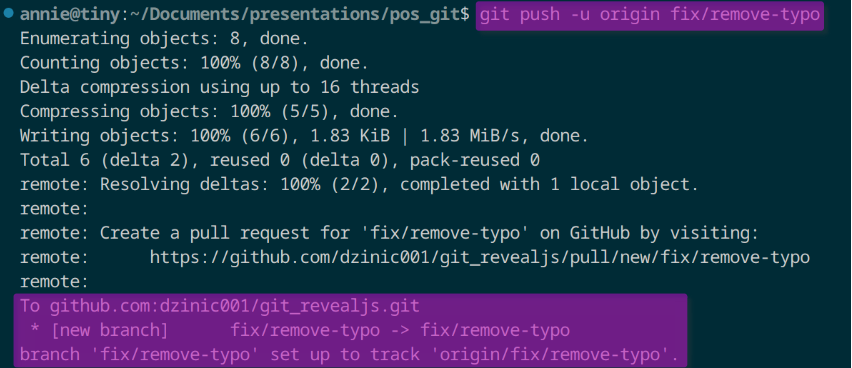 annie@tiny:~/Documents/presentations/pos_git$ git push -u origin fix/remove-typo
Enumerating objects: 8, done.
Counting objects: 100% (8/8), done.
Delta compression using up to 16 threads
Compressing objects: 100% (5/5), done.
Writing objects: 100% (6/6), 1.83 KiB | 1.83 MiB/s, done.
Total 6 (delta 2), reused 0 (delta 0), pack-reused 0
remote: Resolving deltas: 100% (2/2), completed with 1 local object.
remote:
remote: Create a pull request for 'fix/remove-typo' on GitHub by visiting:
remote:      https://github.com/dzinic001/git_revealjs/pull/new/fix/remove-typo
remote:
To github.com:dzinic001/git_revealjs.git
 * [new branch]      fix/remove-typo -> fix/remove-typo
branch 'fix/remove-typo' set up to track 'origin/fix/remove-typo'.